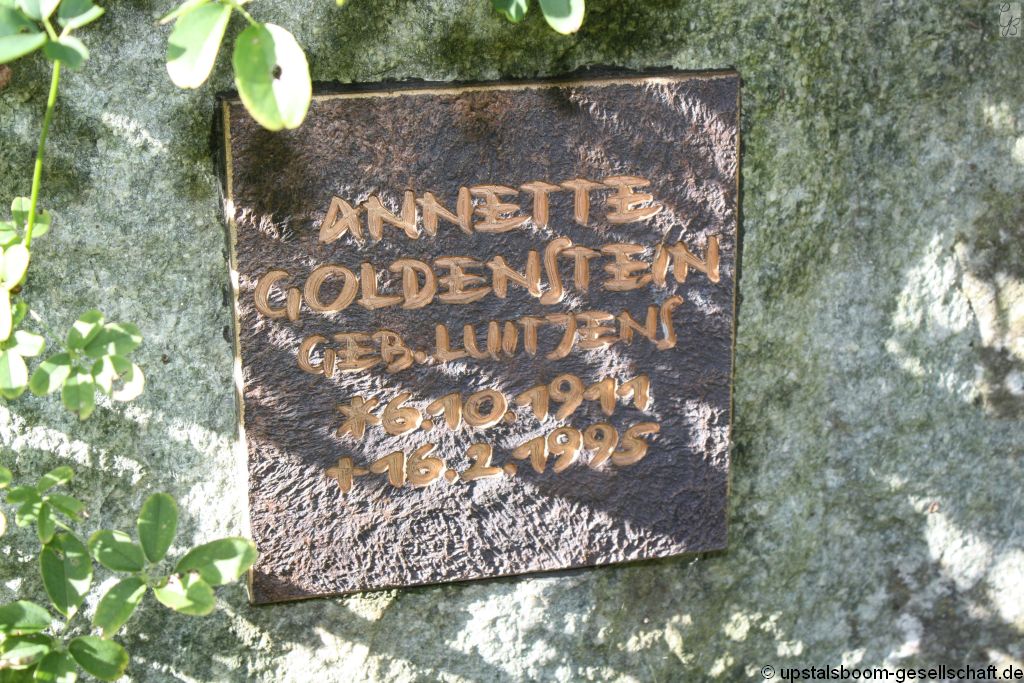 ANNETTE
GOLDENSTEIN
GEB. LUITJENS
* 6.10.1911
+ 16.2.1995
© upstalsboom-gesellschaft.de